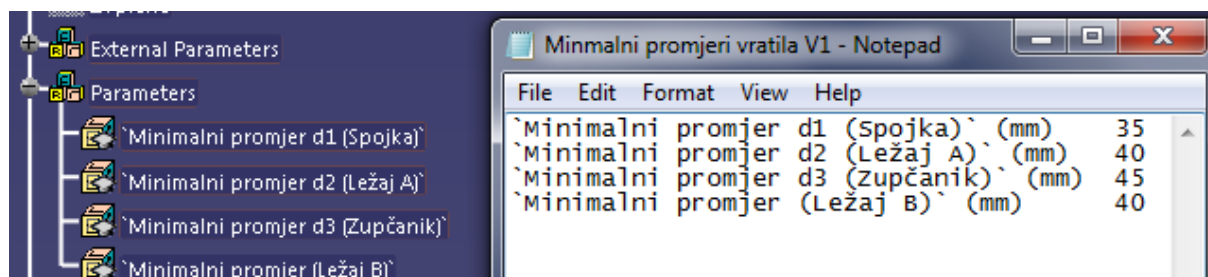 External Parameters
Parameters
`Minimalni promjer d1 (Spojka)`
`Minimalni promjer d2 (Ležaj A)`
`Minimalni promjer d3 (Zupčanik)`
`Minimalni promjer (Ležaj B)`
Minmalni promjeri vratila V1 - Notepad
File Edit Format View Help
`Minimalni promjer d1 (Spojka)` (mm) 35
`Minimalni promjer d2 (Ležaj A)` (mm) 40
`Minimalni promjer d3 (Zupčanik)` (mm) 45
`Minimalni promjer (Ležaj B)` (mm) 40